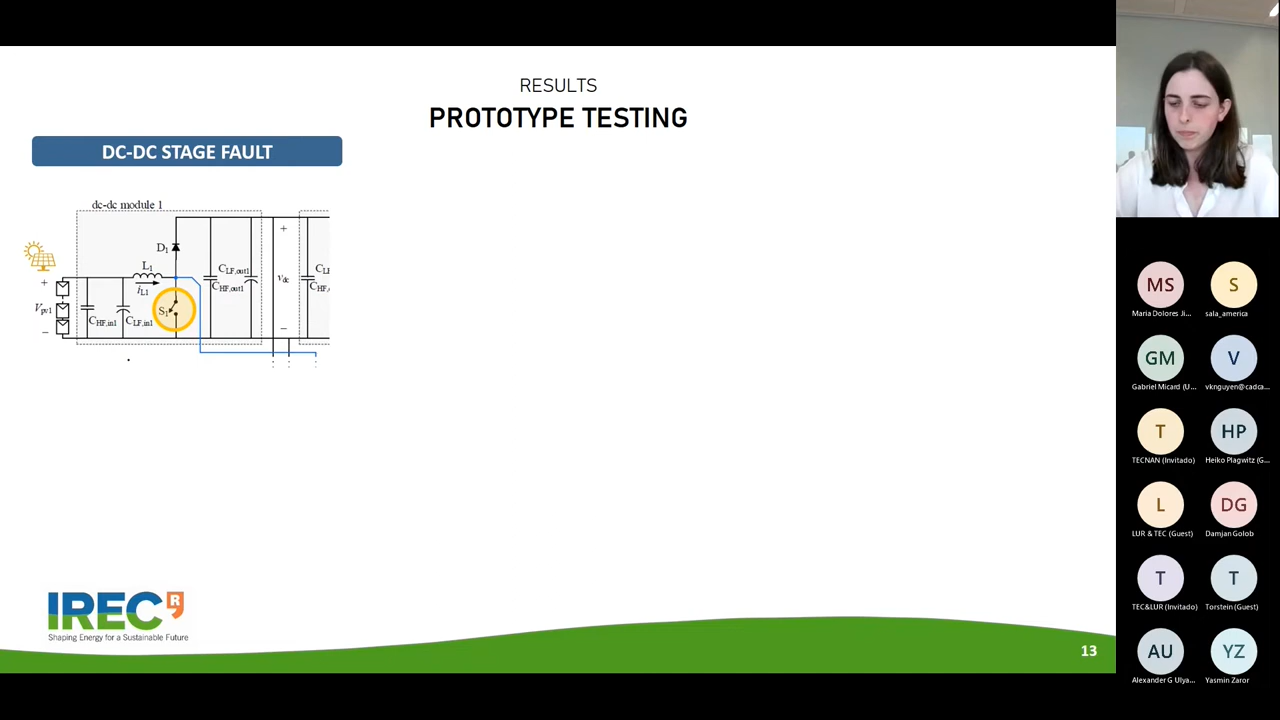 RESULTS
PROTOTYPE TESTING
DC-DC STAGE FAULT
dc-dc module 1
D1
L1
iL1
S1
+
Vpv1
−
CHF,in1
CLF,in1
CLF,out1
CHF,out1
+
vdc
−
IREC R
Shaping Energy for a Sustainable Future
13
MS
Maria Dolores Ji...
S
sala_america
GM
Gabriel Micard (U...
V
vknguyen@cadca...
T
TECNAN (Invitado)
HP
Heiko Plagwitz (G...
L
LUR & TEC (Guest)
DG
Damjan Golob
T
TEC&LUR (Invitado)
T
Torstein (Guest)
AU
Alexander G Ulya...
YZ
Yasmin Zaror